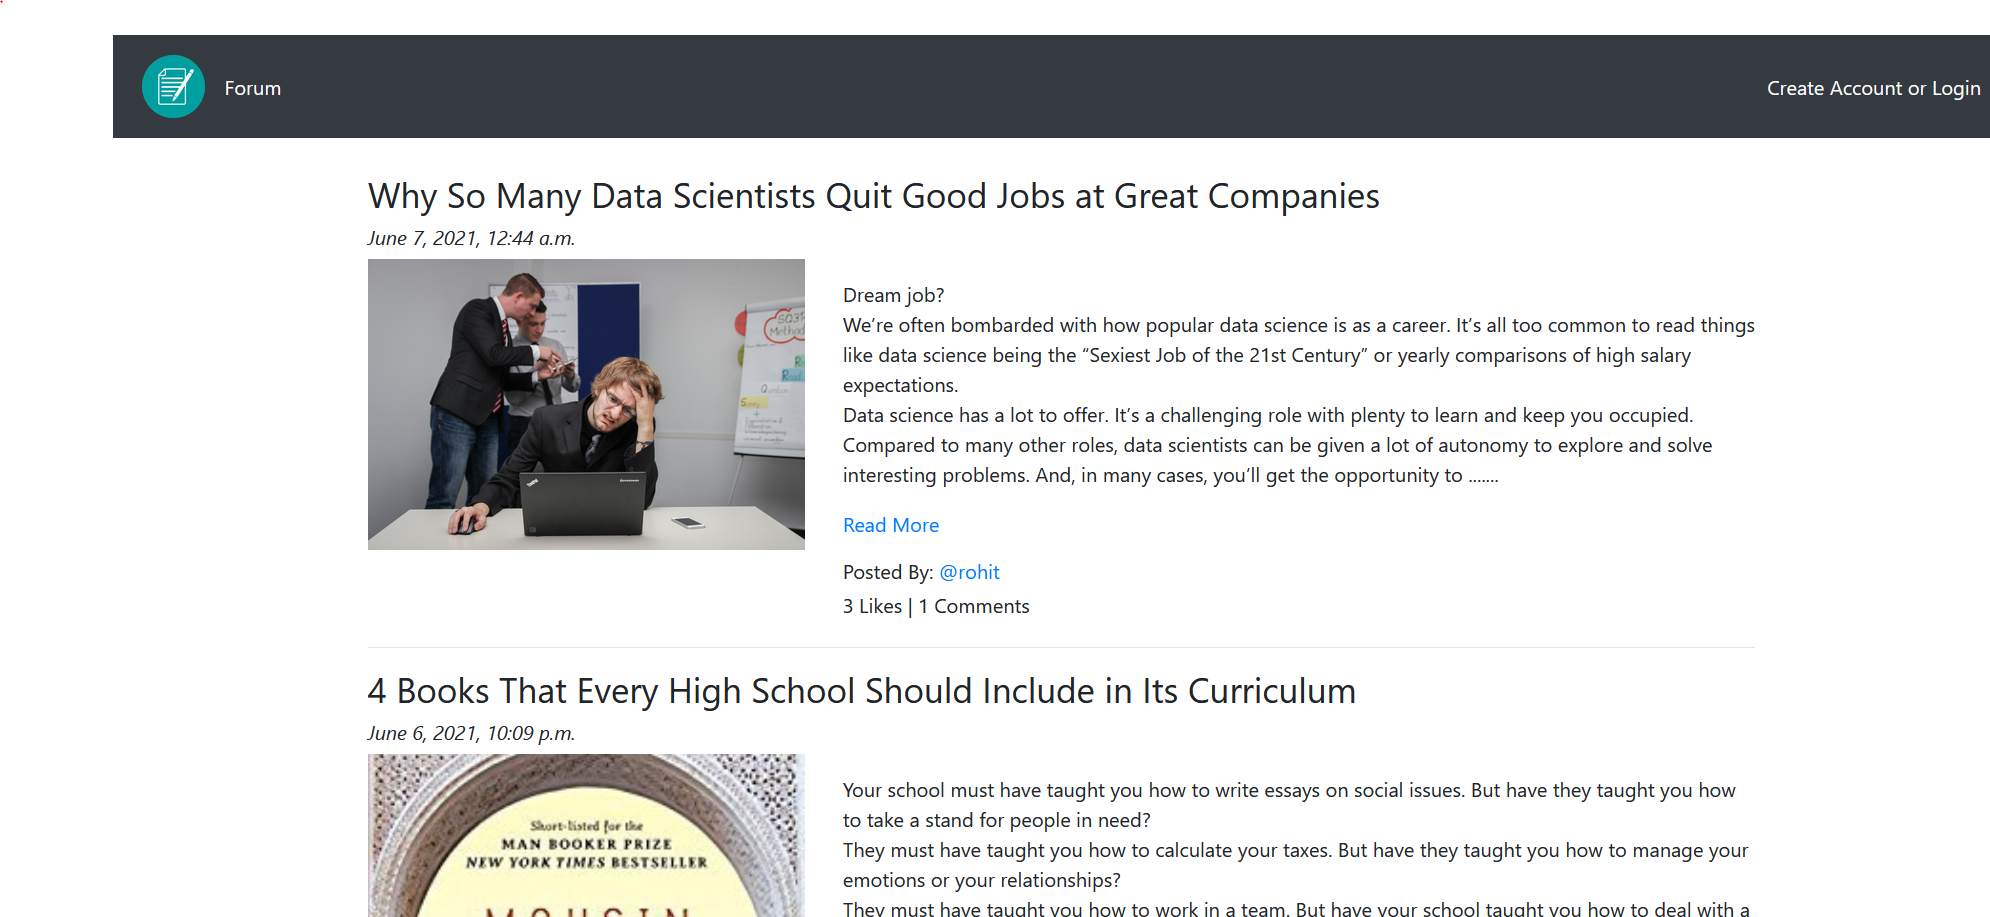 Forum
Create Account or Login
Why So Many Data Scientists Quit Good Jobs at Great Companies
June 7, 2021, 12:44 a.m.
SQ3R
Method
Dream job?
We’re often bombarded with how popular data science is as a career. It’s all too common to read things
like data science being the “Sexiest Job of the 21st Century” or yearly comparisons of high salary
expectations.
Data science has a lot to offer. It’s a challenging role with plenty to learn and keep you occupied.
Compared to many other roles, data scientists can be given a lot of autonomy to explore and solve
interesting problems. And, in many cases, you’ll get the opportunity to .......
Read More
Posted By: @rohit
3 Likes | 1 Comments
4 Books That Every High School Should Include in Its Curriculum
June 6, 2021, 10:09 p.m.
Short-listed for the
MAN BOOKER PRIZE
NEW YORK TIMES BESTSELLER
MOHSIN
Your school must have taught you how to write essays on social issues. But have they taught you how
to take a stand for people in need?
They must have taught you how to calculate your taxes. But have they taught you how to manage your
emotions or your relationships?
They must have taught you how to work in a team. But have your school taught you how to deal with a